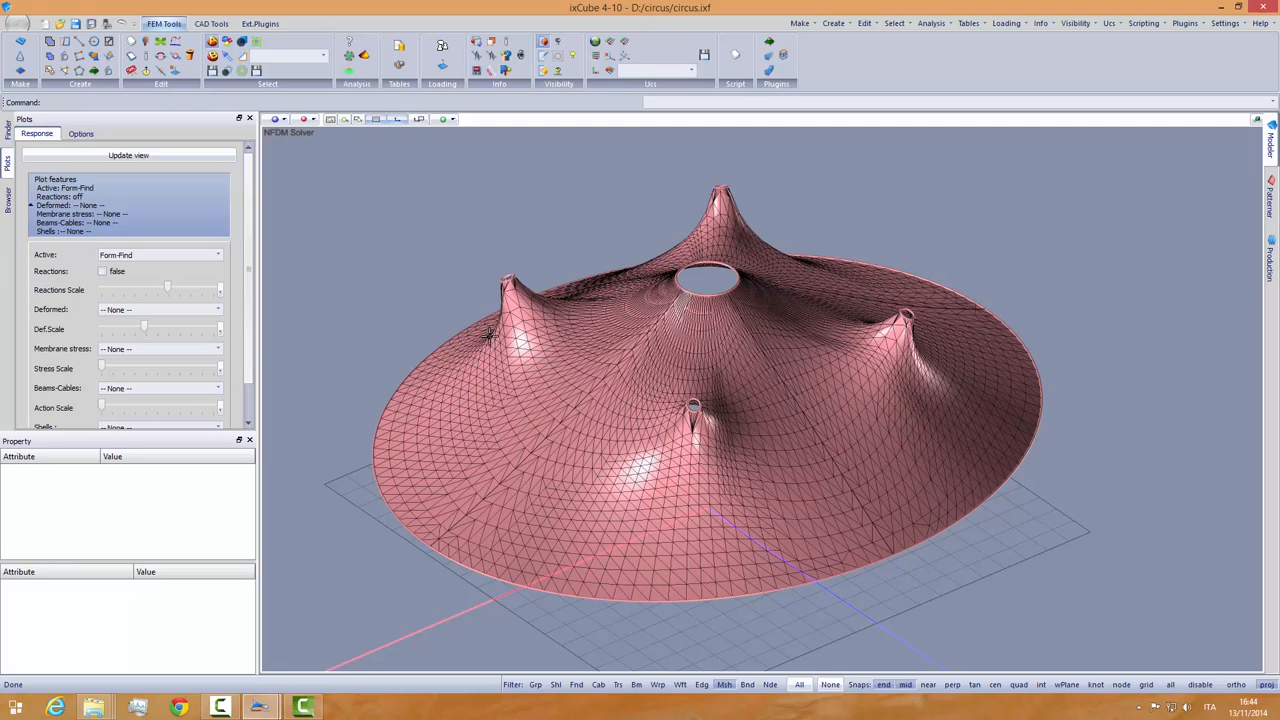 ixCube 4-10 - D:/circus/circus.ixf
FEM Tools CAD Tools Ext.Plugins
Make Create Edit Select Analysis Tables Loading Info Visibility Ucs Scripting Plugins Settings Help
Make Create Edit Select Analysis Tables Loading Info Visibility Ucs Script Plugins
Command:
Plots
Response Options
Finder
Plots
Browser
Update view
Plot features
Active: Form-Find
Reactions: off
Deformed: -- None --
Membrane stress: -- None --
Beams-Cables: -- None --
Shells :-- None --
Active: Form-Find
Reactions: false
Reactions Scale
Deformed: -- None --
Def.Scale
Membrane stress: -- None --
Stress Scale
Beams-Cables: -- None --
Action Scale
Shells : -- None --
NFDM Solver
Modeler
Patterner
Production
Property
Attribute Value
Attribute Value
Done
Filter: Grp Shl Fnd Cab Trs Bm Wrp Wft Edg Msh Bnd Nde All None Snaps: end mid near perp tan cen quad int wPlane knot node grid all disable ortho proj
ITA
16:44
13/11/2014